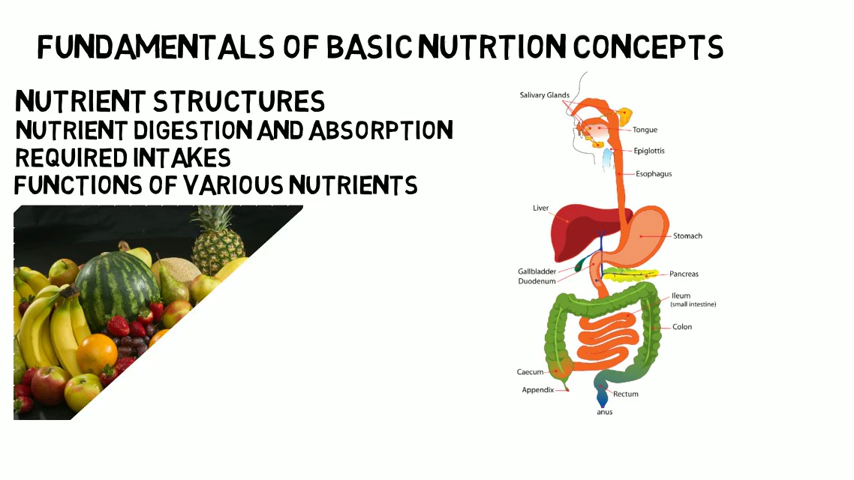 FUNDAMENTALS OF BASIC NUTRTION CONCEPTS
NUTRIENT STRUCTURES
NUTRIENT DIGESTION AND ABSORPTION
REQUIRED INTAKES
FUNCTIONS OF VARIOUS NUTRIENTS
Salivary Glands
Tongue
Epiglottis
Esophagus
Liver
Stomach
Gallbladder
Duodenum
Pancreas
Ileum
(small intestine)
Colon
Caecum
Appendix
Rectum
anus